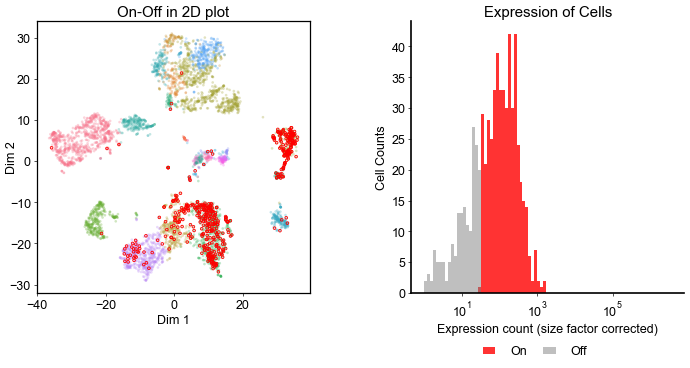 On-Off in 2D plot
Expression of Cells
30
20
10
0
−10
−20
−30
Dim 2
−40
−20
0
20
Dim 1
40
35
30
25
20
15
10
5
0
Cell Counts
10^1
10^3
10^5
Expression count (size factor corrected)
On
Off